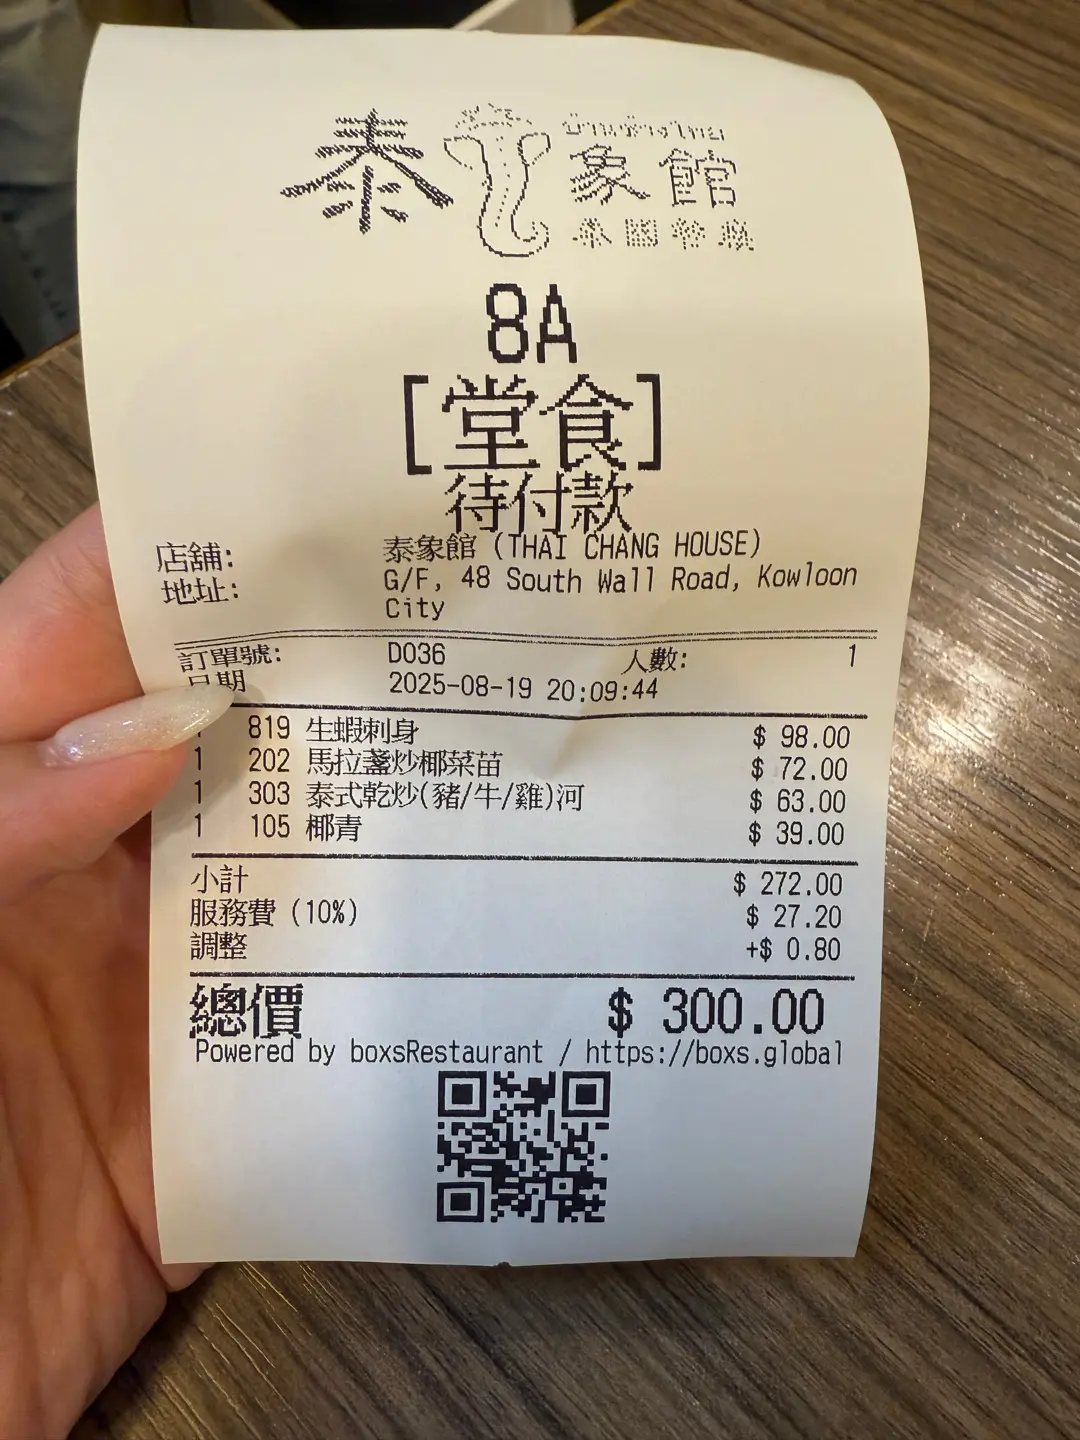 泰 象館
泰國餐廳
8A
[堂食]
待付款
店舖: 泰象館 (THAI CHANG HOUSE)
地址: G/F, 48 South Wall Road, Kowloon
City
訂單號: D036 人數: 1
日期 2025-08-19 20:09:44
1 819 生蝦刺身 $ 98.00
1 202 馬拉盞炒椰菜苗 $ 72.00
1 303 泰式乾炒(豬/牛/雞)河 $ 63.00
1 105 椰青 $ 39.00
小計 $ 272.00
服務費 (10%) $ 27.20
調整 +$ 0.80
總價 $ 300.00
Powered by boxsRestaurant / https://boxs.global